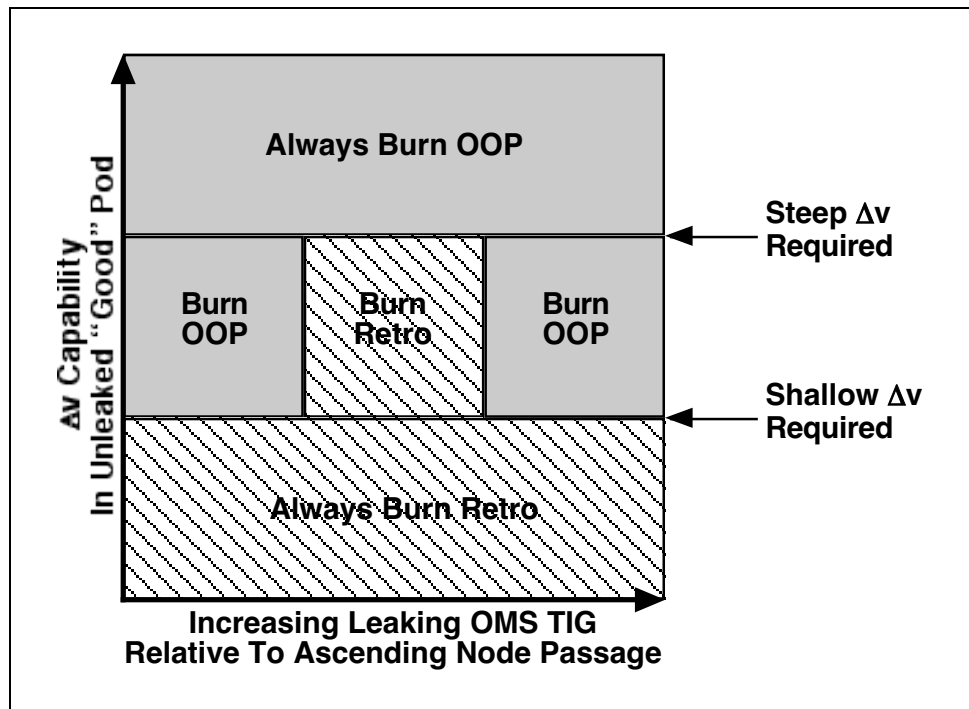 Always Burn OOP
Steep Δv
Required
Burn
OOP
Burn
Retro
Burn
OOP
Shallow Δv
Required
Always Burn Retro
Δv Capability
In Unleaked “Good” Pod
Increasing Leaking OMS TIG
Relative To Ascending Node Passage